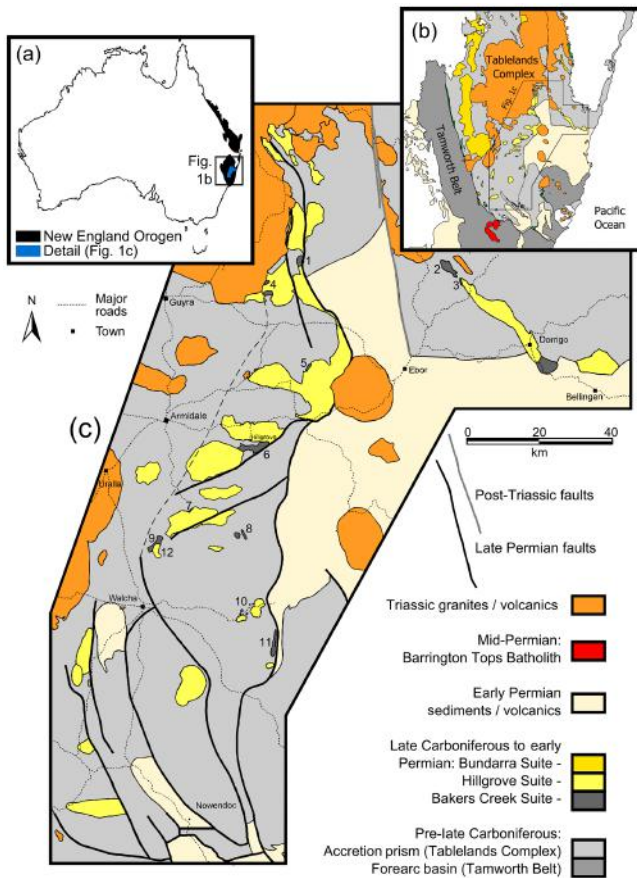 (a)
Fig.
1b
New England Orogen
Detail (Fig. 1c)
(b)
Tablelands
Complex
Fig. 1c
Tamworth Belt
Pacific
Ocean
N
Major
roads
Town
(c)
1
2
3
4
Guyra
Dorrigo
5
Ebor
Bellingen
Armidale
Hillgrove
6
0 20 40
km
Uralla
7
8
9
12
Walcha
10
11
Nowendoc
Post-Triassic faults
Late Permian faults
Triassic granites / volcanics
Mid-Permian:
Barrington Tops Batholith
Early Permian
sediments / volcanics
Late Carboniferous to early
Permian: Bundarra Suite -
Hillgrove Suite -
Bakers Creek Suite -
Pre-late Carboniferous:
Accretion prism (Tablelands Complex)
Forearc basin (Tamworth Belt)